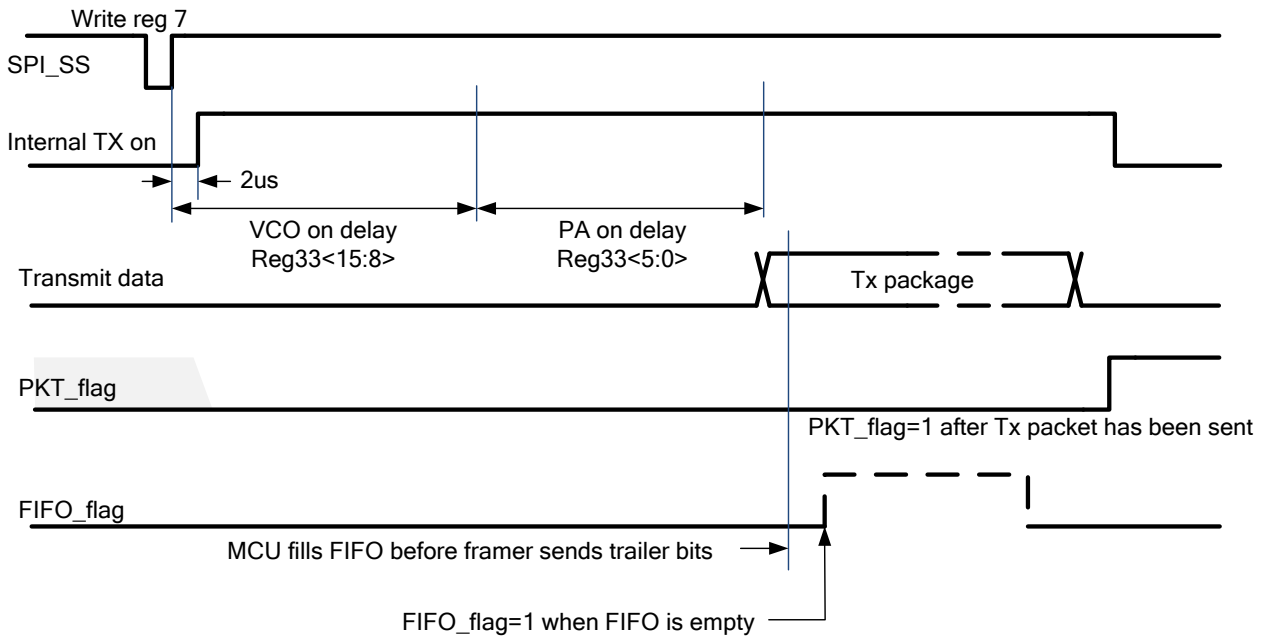 Write reg 7
SPI_SS
Internal TX on
2us
VCO on delay
Reg33<15:8>
PA on delay
Reg33<5:0>
Transmit data
Tx package
PKT_flag
PKT_flag=1 after Tx packet has been sent
FIFO_flag
MCU fills FIFO before framer sends trailer bits
FIFO_flag=1 when FIFO is empty